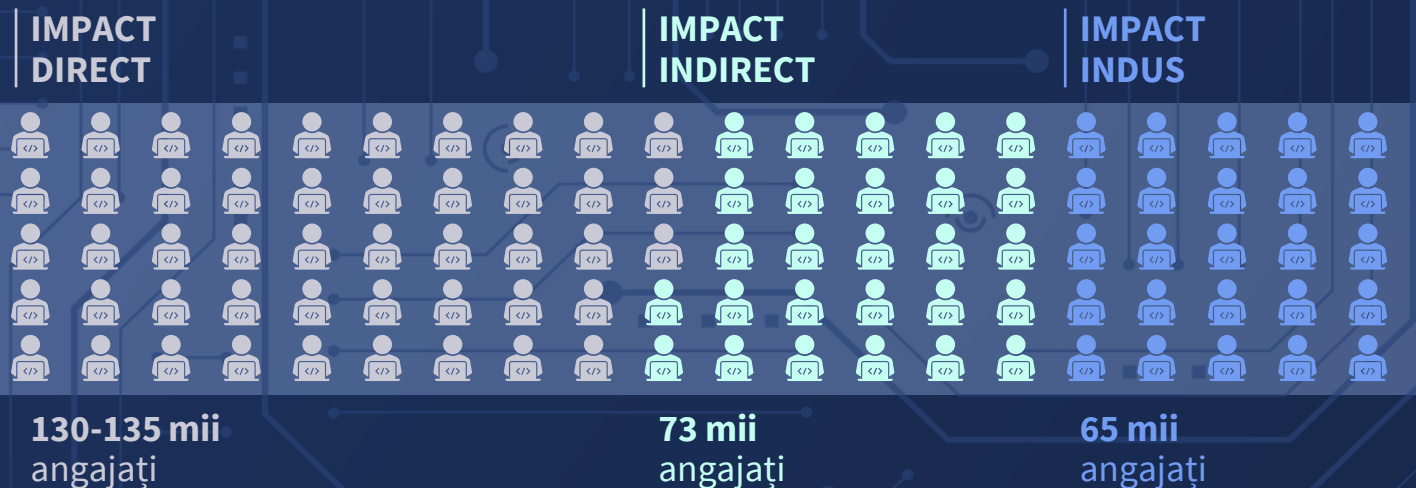 IMPACT
DIRECT
IMPACT
INDIRECT
IMPACT
INDUS
130-135 mii
angajați
73 mii
angajați
65 mii
angajați